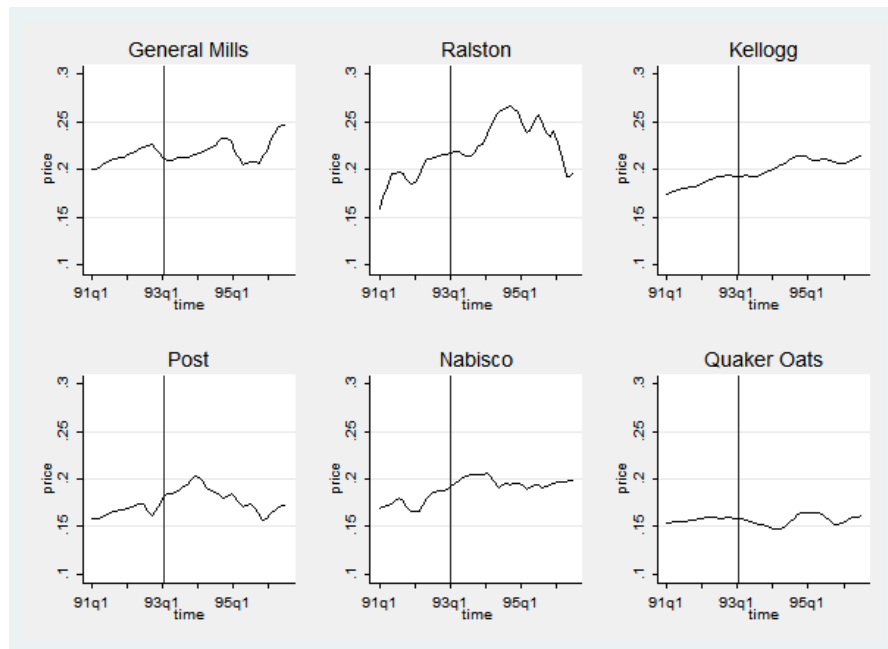 General Mills
.3
.25
.2
.15
.1
price
91q1 93q1 95q1
time
Ralston
.3
.25
.2
.15
.1
price
91q1 93q1 95q1
time
Kellogg
.3
.25
.2
.15
.1
price
91q1 93q1 95q1
time
Post
.3
.25
.2
.15
.1
price
91q1 93q1 95q1
time
Nabisco
.3
.25
.2
.15
.1
price
91q1 93q1 95q1
time
Quaker Oats
.3
.25
.2
.15
.1
price
91q1 93q1 95q1
time